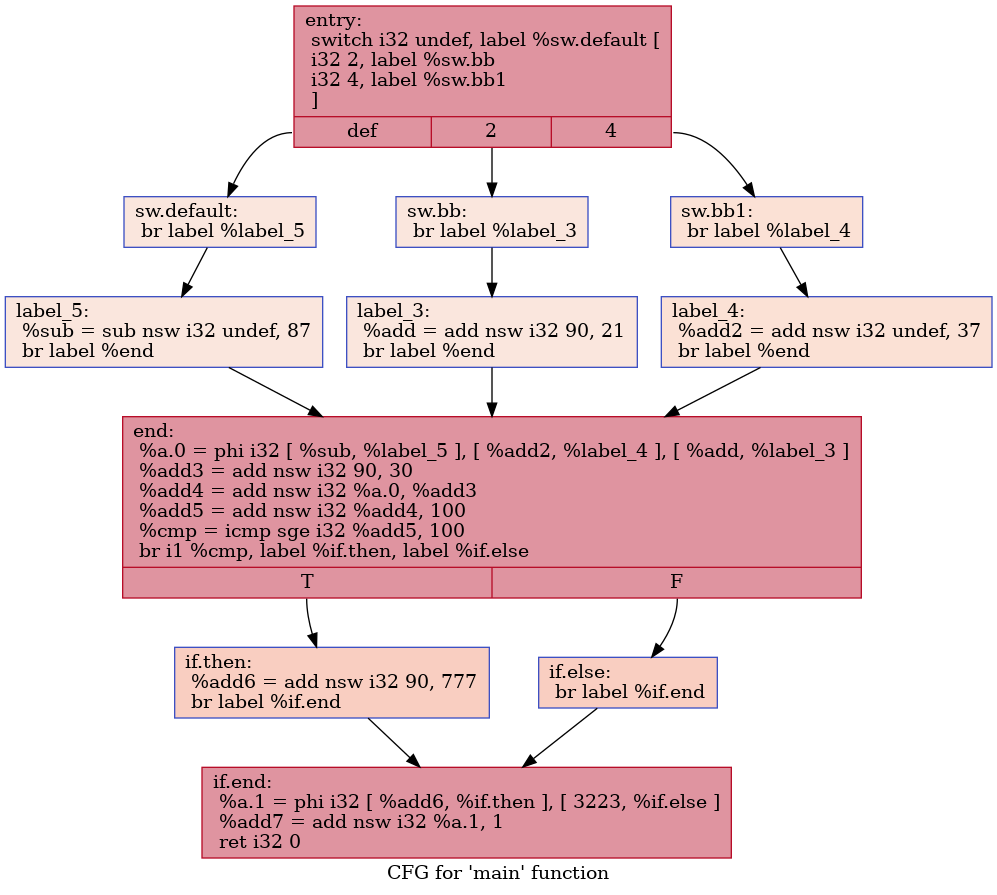 entry:
switch i32 undef, label %sw.default [
i32 2, label %sw.bb
i32 4, label %sw.bb1
]
def
2
4
sw.default:
br label %label_5
sw.bb:
br label %label_3
sw.bb1:
br label %label_4
label_5:
%sub = sub nsw i32 undef, 87
br label %end
label_3:
%add = add nsw i32 90, 21
br label %end
label_4:
%add2 = add nsw i32 undef, 37
br label %end
end:
%a.0 = phi i32 [ %sub, %label_5 ], [ %add2, %label_4 ], [ %add, %label_3 ]
%add3 = add nsw i32 90, 30
%add4 = add nsw i32 %a.0, %add3
%add5 = add nsw i32 %add4, 100
%cmp = icmp sge i32 %add5, 100
br i1 %cmp, label %if.then, label %if.else
T
F
if.then:
%add6 = add nsw i32 90, 777
br label %if.end
if.else:
br label %if.end
if.end:
%a.1 = phi i32 [ %add6, %if.then ], [ 3223, %if.else ]
%add7 = add nsw i32 %a.1, 1
ret i32 0
CFG for 'main' function